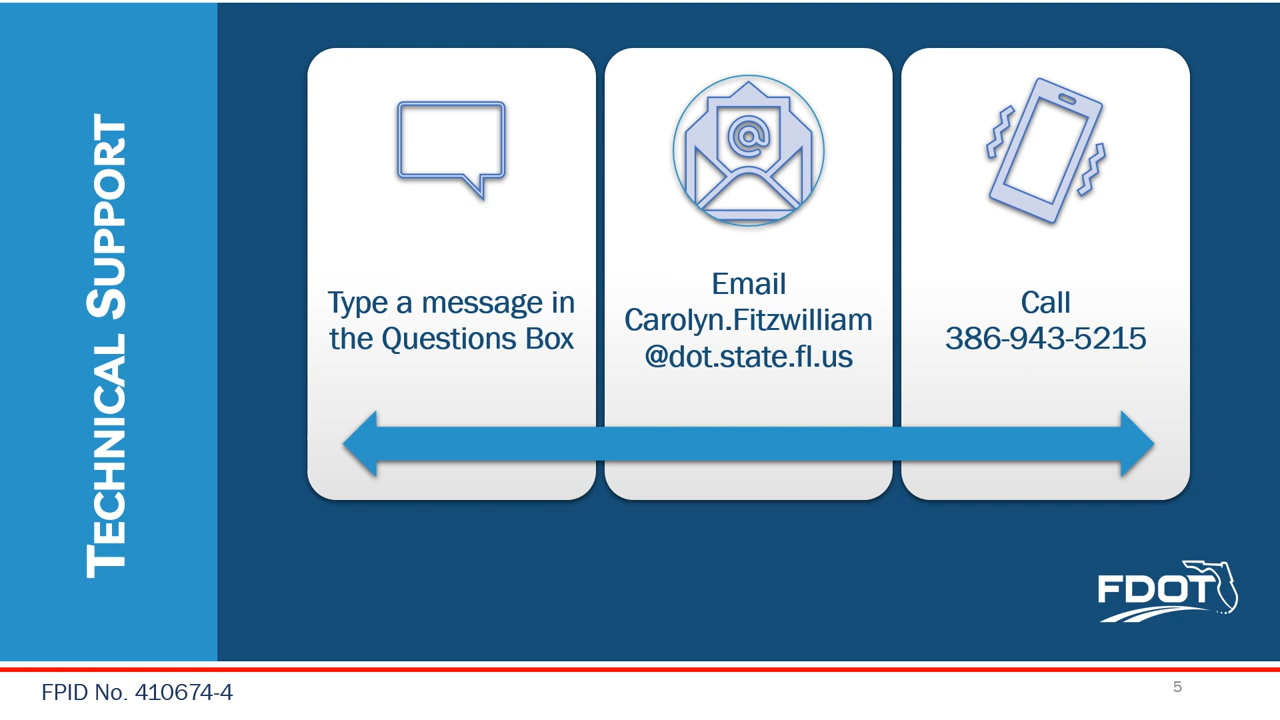 TECHNICAL SUPPORT
Type a message in
the Questions Box
@
Email
Carolyn.Fitzwilliam
@dot.state.fl.us
Call
386-943-5215
FDOT
FPID No. 410674-4
5